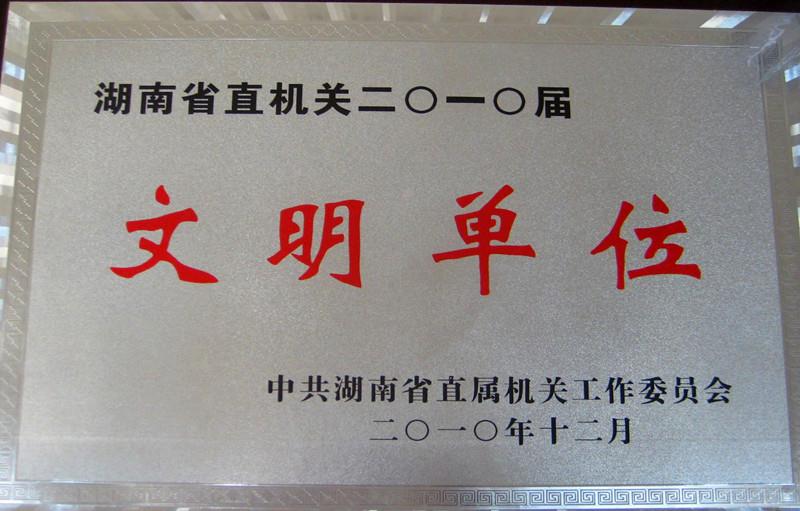 湖南省直机关二〇一〇届
文明单位
中共湖南省直属机关工作委员会
二〇一〇年十二月